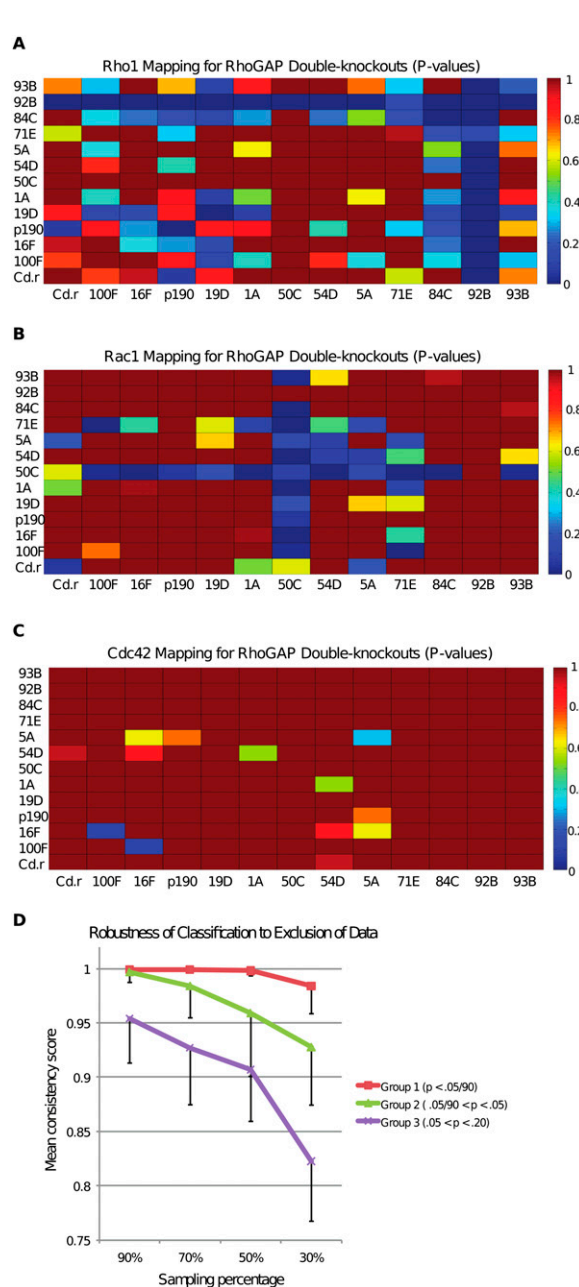 A
Rho1 Mapping for RhoGAP Double-knockouts (P-values)
93B
92B
84C
71E
5A
54D
50C
1A
19D
p190
16F
100F
Cd.r
Cd.r 100F 16F p190 19D 1A 50C 54D 5A 71E 84C 92B 93B
1
0.8
0.6
0.4
0.2
0
B
Rac1 Mapping for RhoGAP Double-knockouts (P-values)
93B
92B
84C
71E
5A
54D
50C
1A
19D
p190
16F
100F
Cd.r
Cd.r 100F 16F p190 19D 1A 50C 54D 5A 71E 84C 92B 93B
1
0.8
0.6
0.4
0.2
0
C
Cdc42 Mapping for RhoGAP Double-knockouts (P-values)
93B
92B
84C
71E
5A
54D
50C
1A
19D
p190
16F
100F
Cd.r
Cd.r 100F 16F p190 19D 1A 50C 54D 5A 71E 84C 92B 93B
1
0.8
0.6
0.4
0.2
0
D
Robustness of Classification to Exclusion of Data
Mean consistency score
1
0.95
0.9
0.85
0.8
0.75
90% 70% 50% 30%
Sampling percentage
Group 1 (p <.05/90)
Group 2 ( .05/90 <p <.05)
Group 3 (.05 <p <.20)